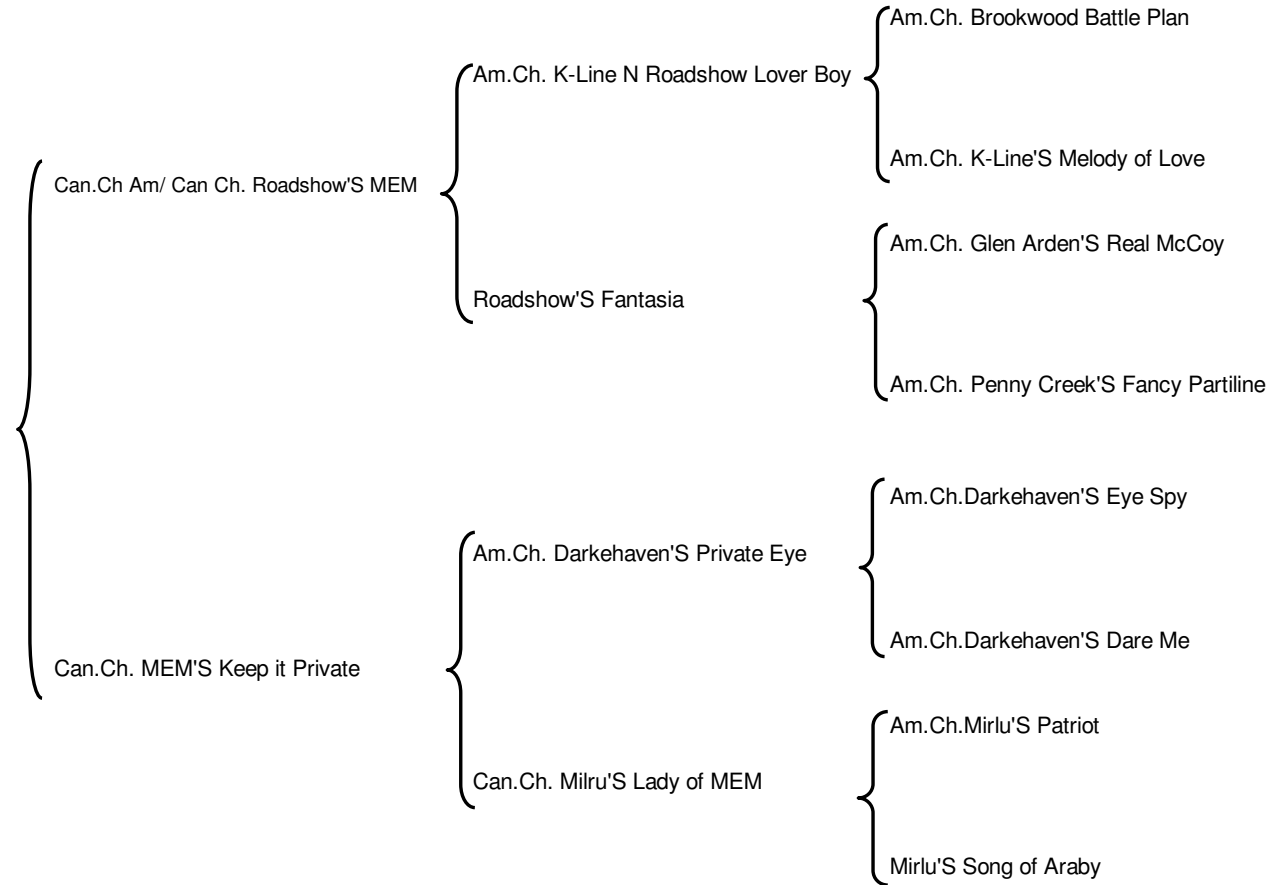 Am.Ch. Brookwood Battle Plan
Am.Ch. K-Line N Roadshow Lover Boy
Am.Ch. K-Line'S Melody of Love
Can.Ch Am/ Can Ch. Roadshow'S MEM
Am.Ch. Glen Arden'S Real McCoy
Roadshow'S Fantasia
Am.Ch. Penny Creek'S Fancy Partiline
Am.Ch.Darkehaven'S Eye Spy
Am.Ch. Darkehaven'S Private Eye
Am.Ch.Darkehaven'S Dare Me
Can.Ch. MEM'S Keep it Private
Am.Ch.Mirlu'S Patriot
Can.Ch. Milru'S Lady of MEM
Mirlu'S Song of Araby